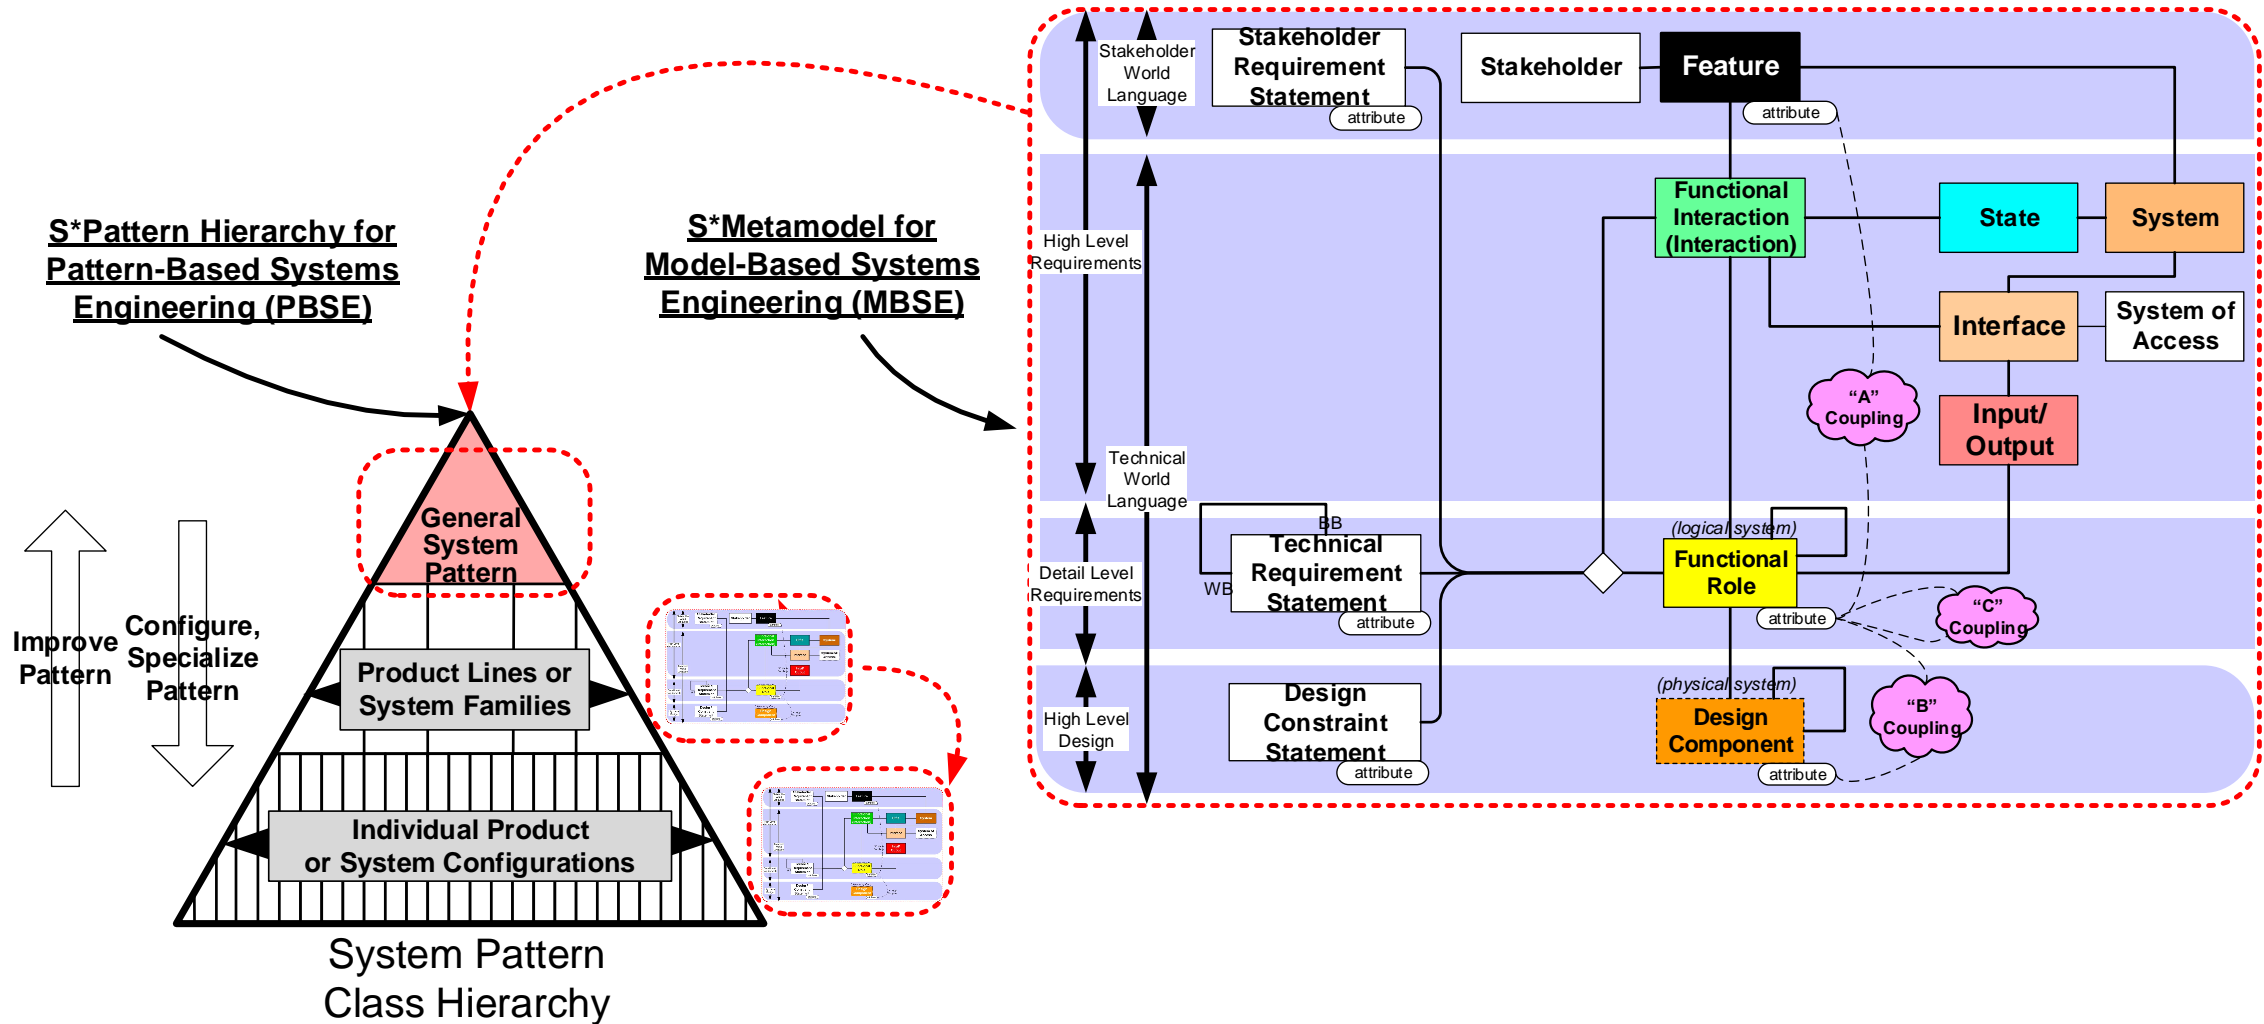 S*Pattern Hierarchy for
Pattern-Based Systems
Engineering (PBSE)
S*Metamodel for
Model-Based Systems
Engineering (MBSE)
General
System
Pattern
Improve
Pattern
Configure,
Specialize
Pattern
Product Lines or
System Families
Individual Product
or System Configurations
System Pattern
Class Hierarchy
Stakeholder
World
Language
High Level
Requirements
Technical
World
Language
Detail Level
Requirements
High Level
Design
Stakeholder
Requirement
Statement
attribute
Stakeholder
Feature
attribute
Functional
Interaction
(Interaction)
State
System
Interface
System of
Access
"A"
Coupling
Input/
Output
BB
WB
Technical
Requirement
Statement
attribute
(logical system)
Functional
Role
attribute
"C"
Coupling
Design
Constraint
Statement
attribute
(physical system)
Design
Component
attribute
"B"
Coupling